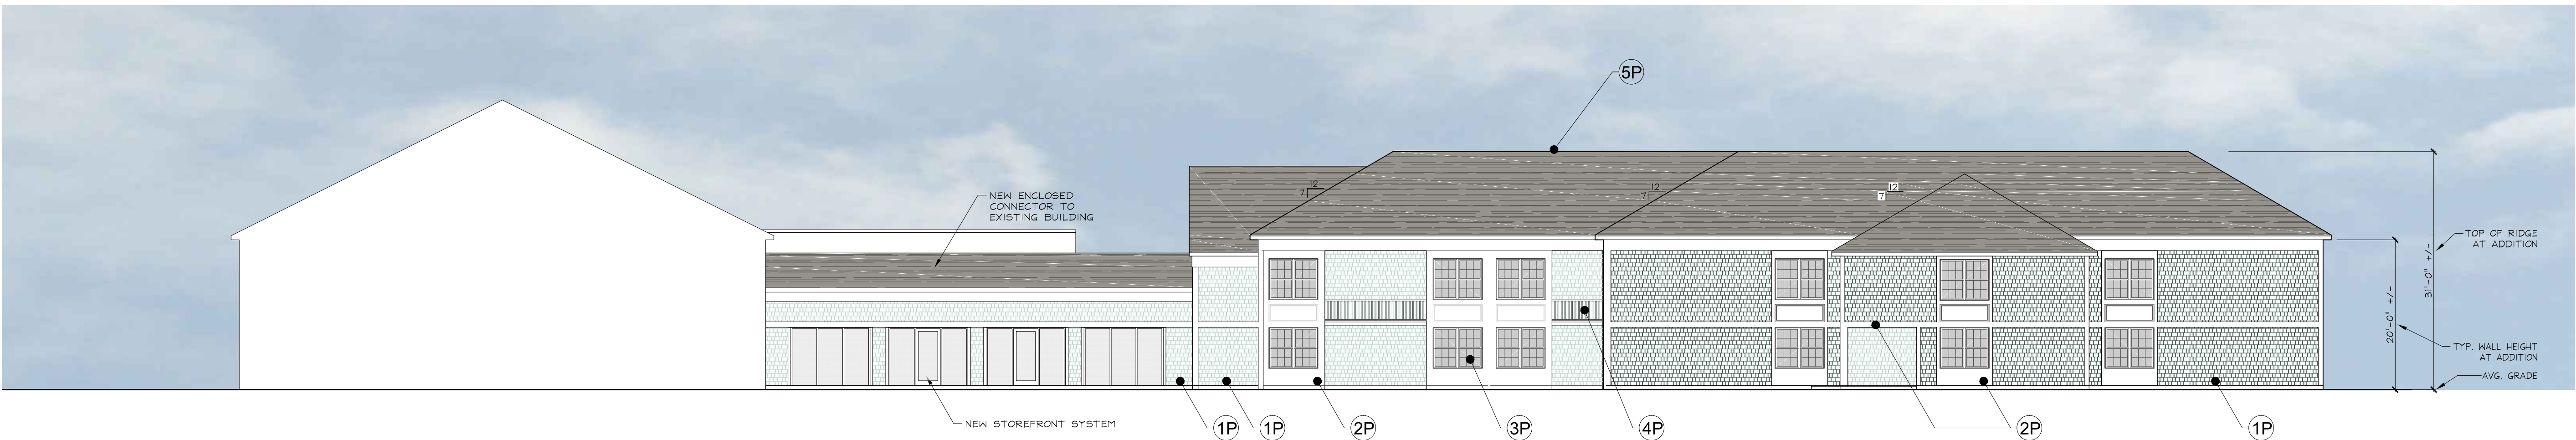 5P
NEW ENCLOSED
CONNECTOR TO
EXISTING BUILDING
12
7
12
7
12
7
TOP OF RIDGE
AT ADDITION
31'-0" +/-
20'-0" +/-
TYP. WALL HEIGHT
AT ADDITION
AVG. GRADE
NEW STOREFRONT SYSTEM
1P
1P
2P
3P
4P
2P
1P